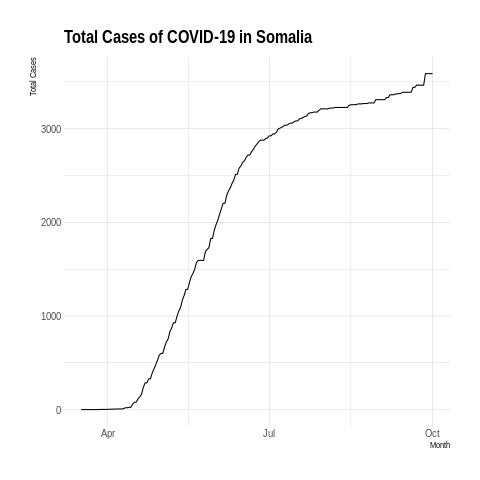 Total Cases of COVID-19 in Somalia
Total Cases
3000
2000
1000
0
Apr
Jul
Oct
Month